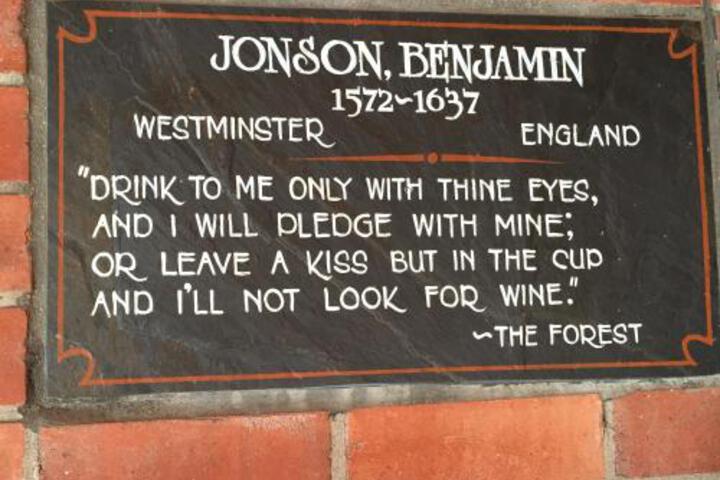 JONSON, BENJAMIN
1572~1637
WESTMINSTER ENGLAND
"DRINK TO ME ONLY WITH THINE EYES,
AND I WILL PLEDGE WITH MINE;
OR LEAVE A KISS BUT IN THE CUP
AND I'LL NOT LOOK FOR WINE."
~THE FOREST